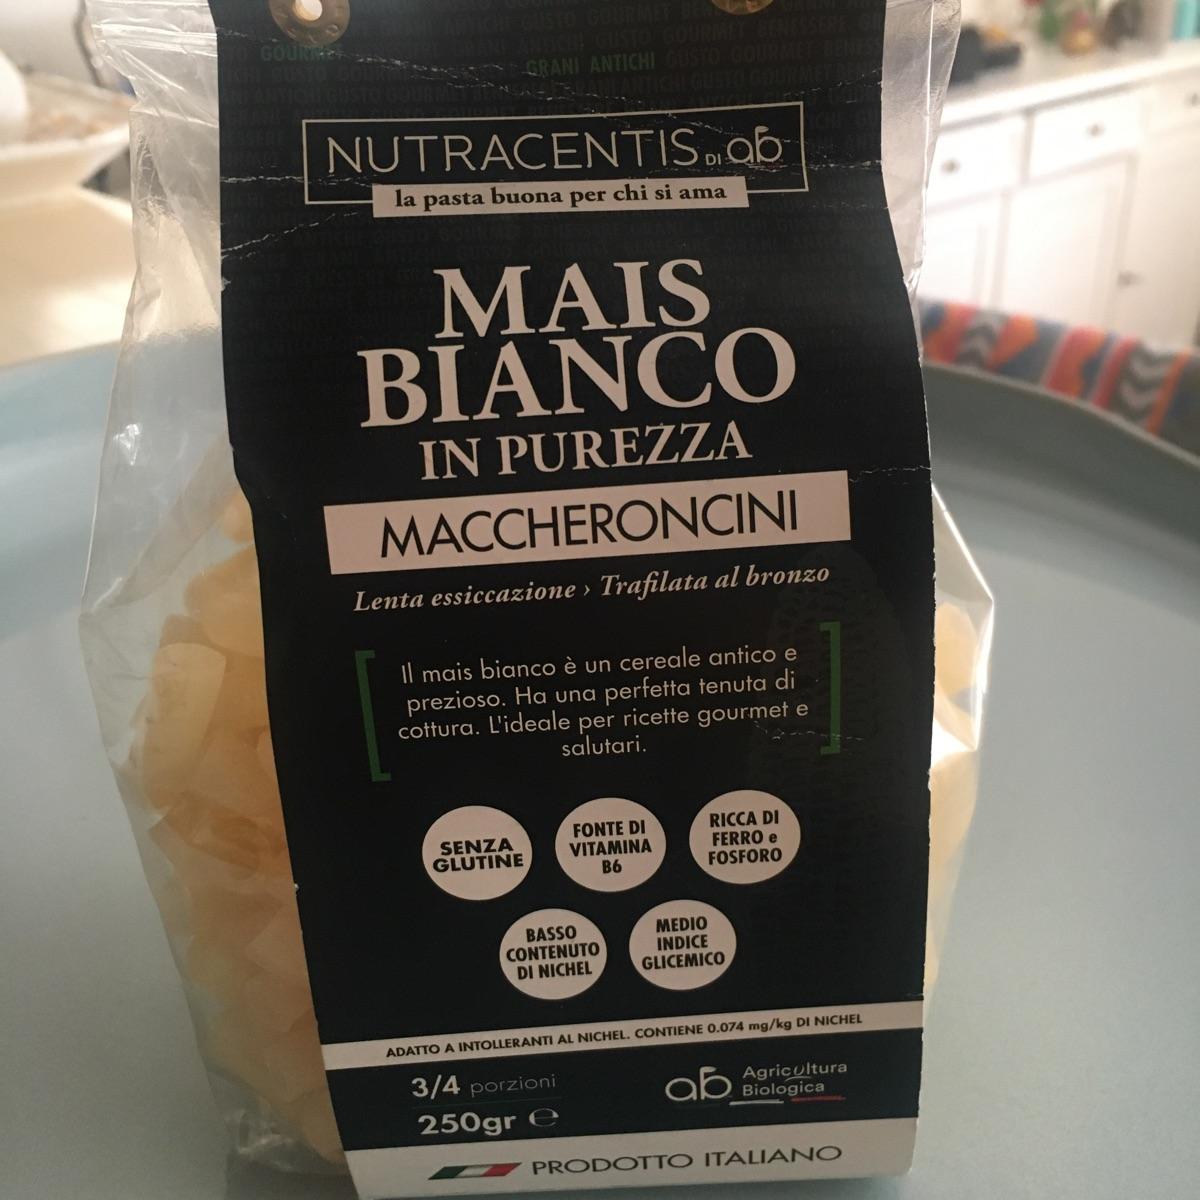 GOURMET
GRANI ANTICHI
NUTRACENTIS DI ab
la pasta buona per chi si ama
MAIS
BIANCO
IN PUREZZA
MACCHERONCINI
Lenta essiccazione › Trafilata al bronzo
Il mais bianco è un cereale antico e
prezioso. Ha una perfetta tenuta di
cottura. L'ideale per ricette gourmet e
salutari.
SENZA
GLUTINE
FONTE DI
VITAMINA
B6
RICCA DI
FERRO e
FOSFORO
BASSO
CONTENUTO
DI NICHEL
MEDIO
INDICE
GLICEMICO
ADATTO A INTOLLERANTI AL NICHEL. CONTIENE 0.074 mg/kg DI NICHEL
3/4 porzioni
250gr ℮
ab Agricoltura
Biologica
PRODOTTO ITALIANO